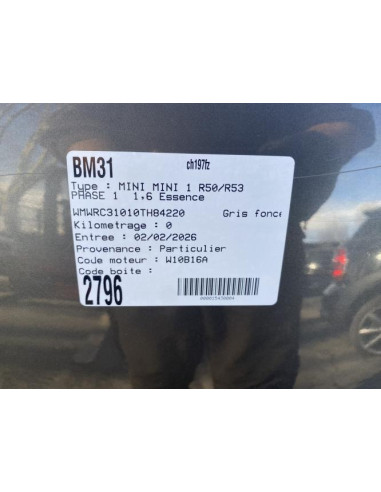 BM31 ch197fz
Type : MINI MINI 1 R50/R53
PHASE 1 1.6 Essence
WMWRC31010TH84220 Gris fonce
Kilometrage : 0
Entree : 02/02/2026
Provenance : Particulier
Code moteur : W10B16A
Code boite :
2796